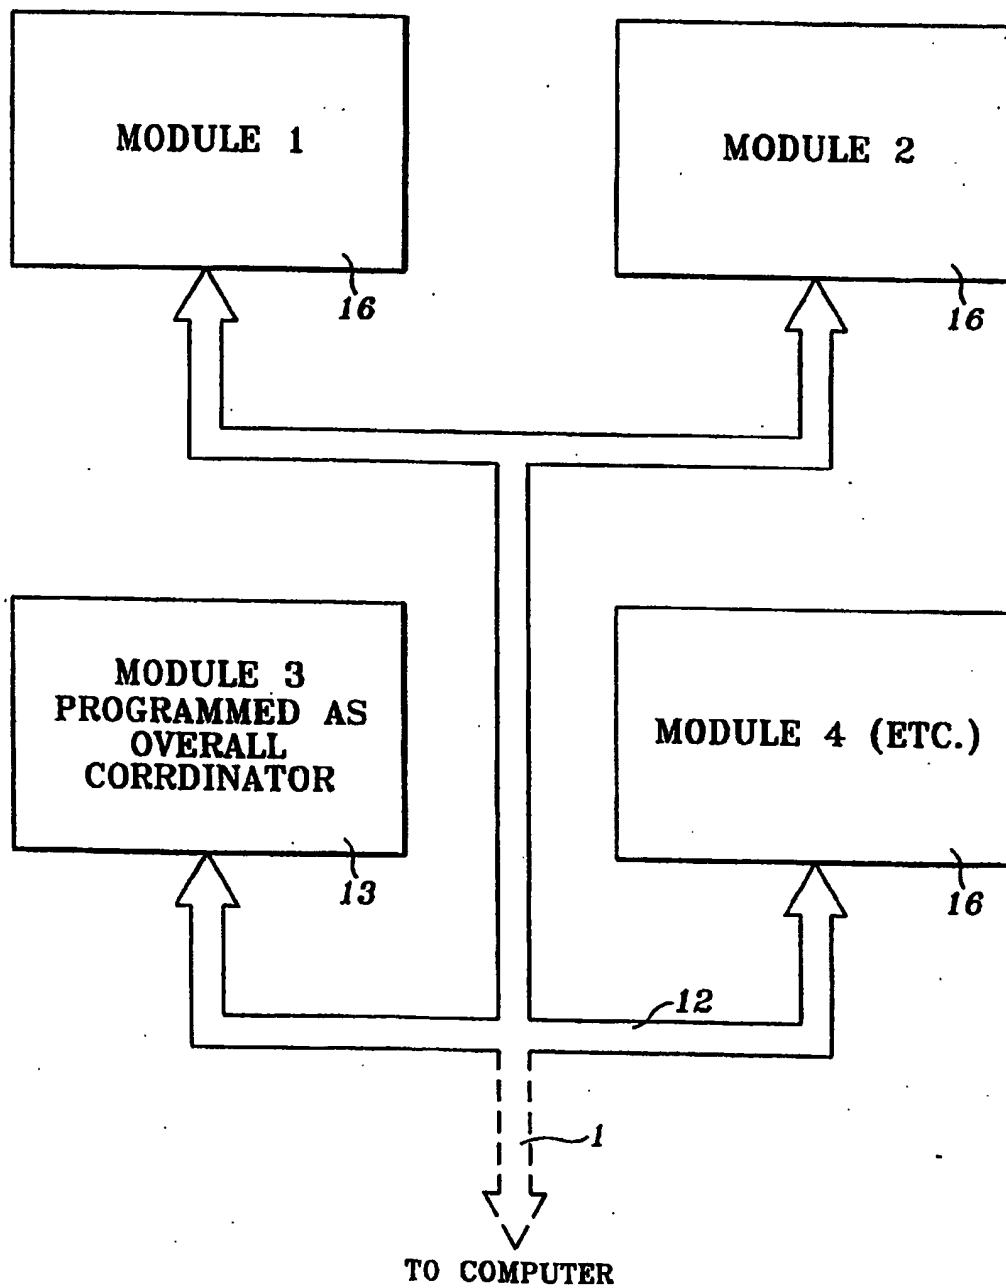 MODULE 1
16
MODULE 2
16
MODULE 3
PROGRAMMED AS
OVERALL
CORRDINATOR
13
MODULE 4 (ETC.)
16
12
1
TO COMPUTER